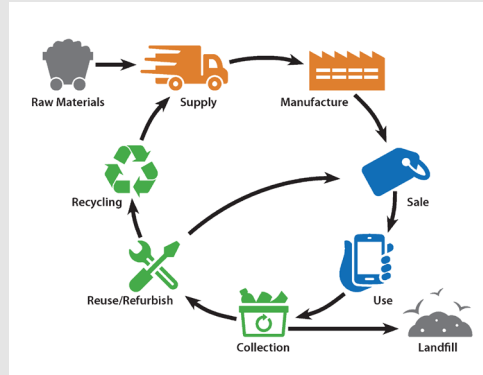 Raw Materials
Supply
Manufacture
Recycling
Sale
Reuse/Refurbish
Use
Collection
Landfill